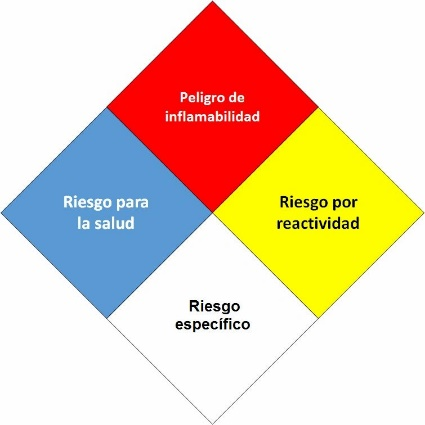 Peligro de
inflamabilidad
Riesgo para
la salud
Riesgo por
reactividad
Riesgo
específico